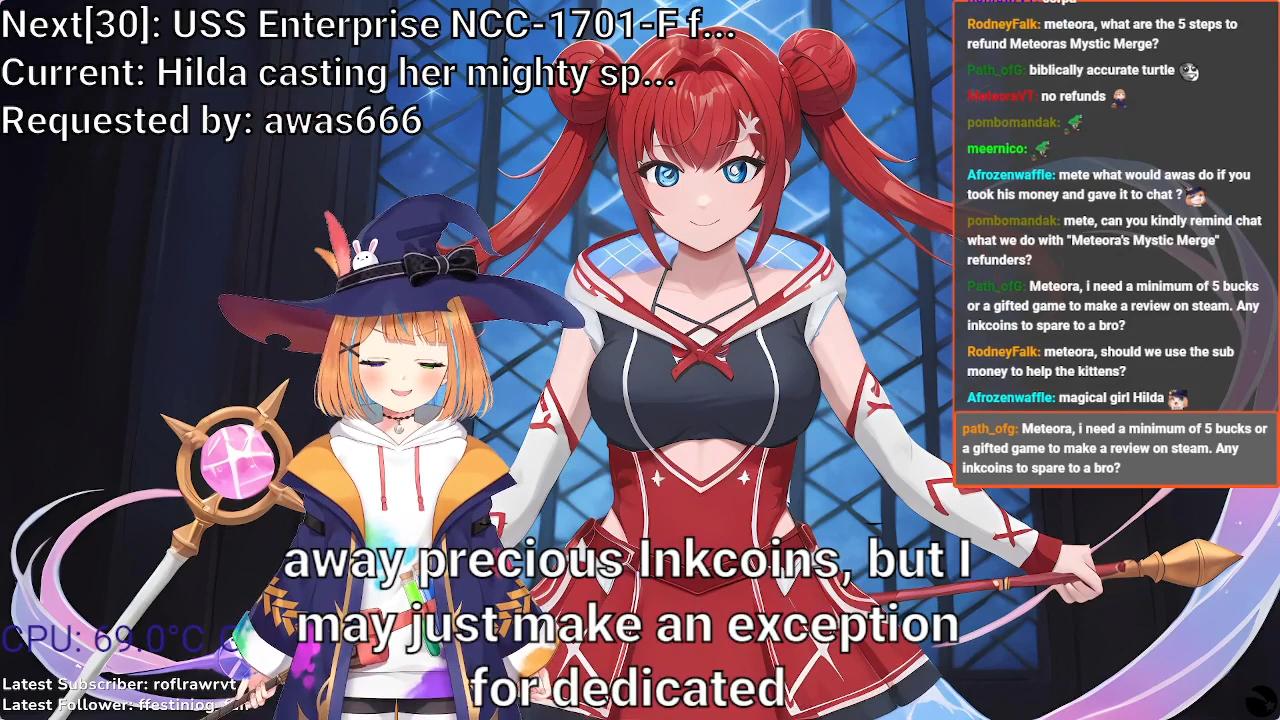 Next[30]: USS Enterprise NCC-1701-F f...
Current: Hilda casting her mighty sp...
Requested by: awas666
RodneyFalk: meteora, what are the 5 steps to
refund Meteoras Mystic Merge?
Path_ofG: biblically accurate turtle
MeteoraVT: no refunds
pombomandak:
meernico:
Afrozenwaffle: mete what would awas do if you
took his money and gave it to chat ?
pombomandak: mete, can you kindly remind chat
what we do with "Meteora's Mystic Merge"
refunders?
Path_ofG: Meteora, i need a minimum of 5 bucks
or a gifted game to make a review on steam. Any
inkcoins to spare to a bro?
RodneyFalk: meteora, should we use the sub
money to help the kittens?
Afrozenwaffle: magical girl Hilda
path_ofg: Meteora, i need a minimum of 5 bucks or
a gifted game to make a review on steam. Any
inkcoins to spare to a bro?
away precious Inkcoins, but I
may just make an exception
for dedicated
CPU: 69.0°C
Latest Subscriber: roflrawrvt
Latest Follower: ffestiniog